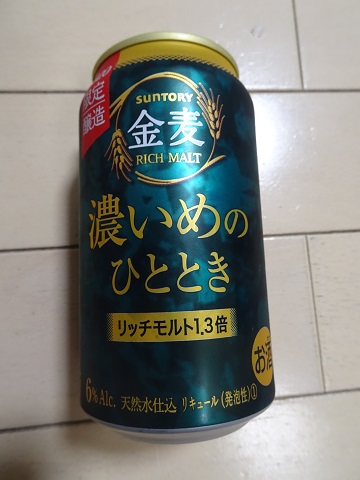 限定
醸造
SUNTORY
金麦
RICH MALT
濃いめの
ひととき
リッチモルト1.3倍
お酒
6%Alc. 天然水仕込 リキュール(発泡性)①